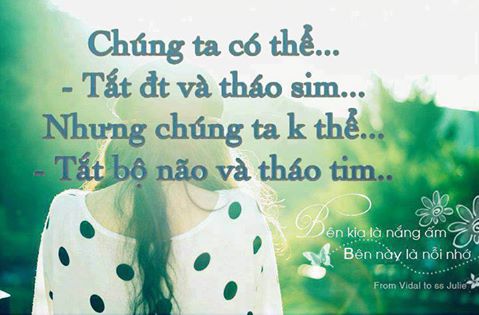 Chúng ta có thể...
- Tắt đt và tháo sim...
Nhưng chúng ta k thể...
- Tắt bộ não và tháo tim..
Bên kia là nắng ấm
Bên này là nỗi nhớ
From Vidal to ss Julie